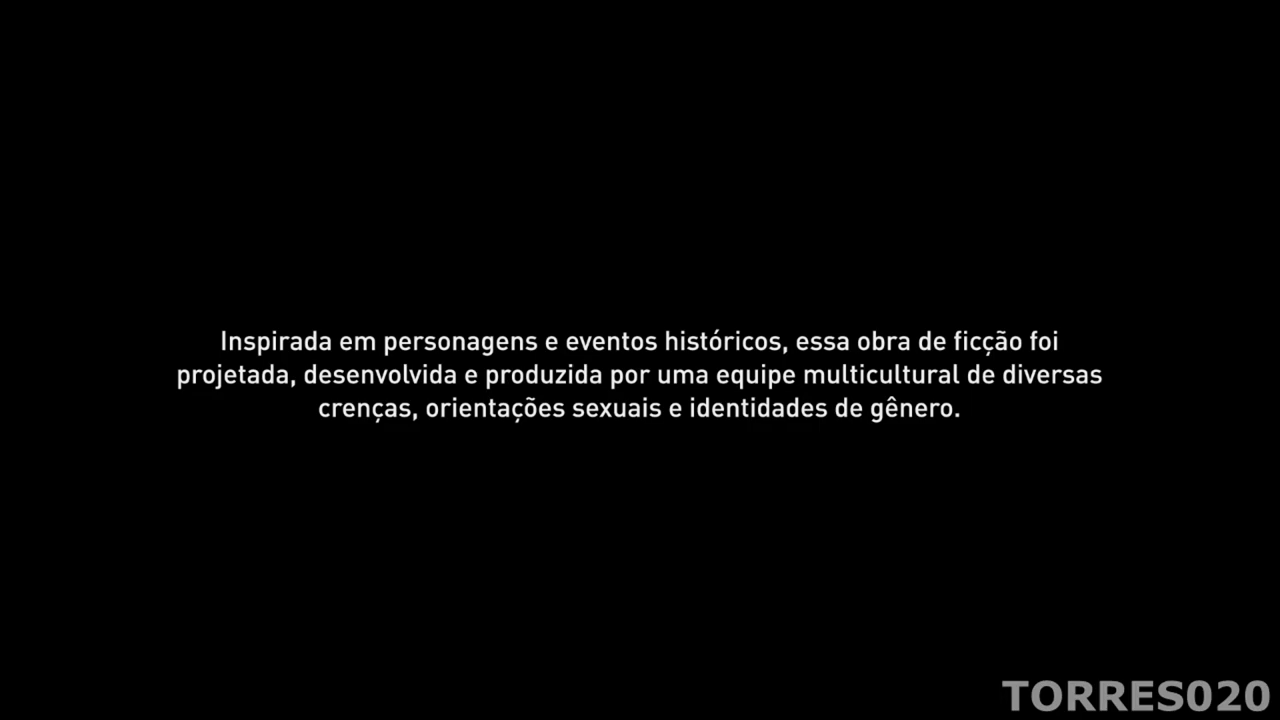 Inspirada em personagens e eventos históricos, essa obra de ficção foi
projetada, desenvolvida e produzida por uma equipe multicultural de diversas
crenças, orientações sexuais e identidades de gênero.
TORRES020